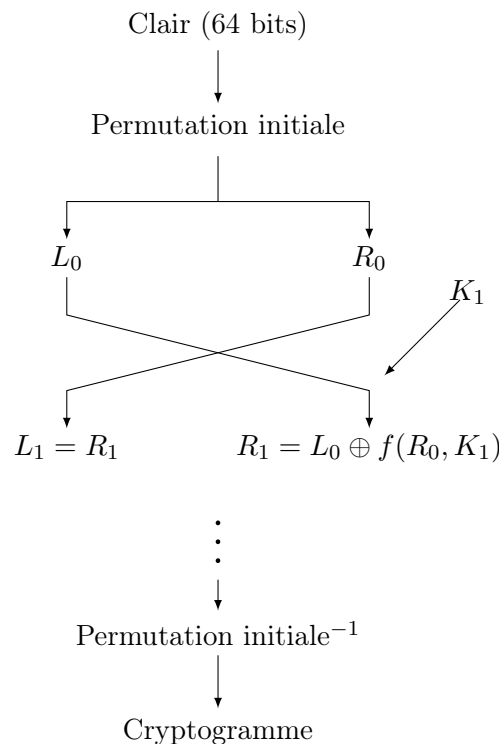 Clair (64 bits)
Permutation initiale
L₀ R₀
K₁
L₁ = R₁ R₁ = L₀ ⊕ f(R₀, K₁)
Permutation initiale⁻¹
Cryptogramme